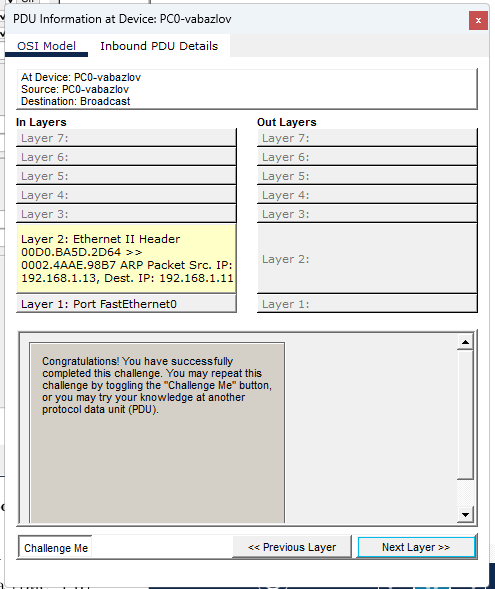 PDU Information at Device: PC0-vabazlov
x
OSI Model
Inbound PDU Details
At Device: PC0-vabazlov
Source: PC0-vabazlov
Destination: Broadcast
In Layers
Layer 7:
Layer 6:
Layer 5:
Layer 4:
Layer 3:
Layer 2: Ethernet II Header
00D0.BA5D.2D64 >>
0002.4AAE.98B7 ARP Packet Src. IP:
192.168.1.13, Dest. IP: 192.168.1.11
Layer 1: Port FastEthernet0
Out Layers
Layer 7:
Layer 6:
Layer 5:
Layer 4:
Layer 3:
Layer 2:
Layer 1:
Congratulations! You have successfully
completed this challenge. You may repeat this
challenge by toggling the "Challenge Me" button,
or you may try your knowledge at another
protocol data unit (PDU).
Challenge Me
<< Previous Layer
Next Layer >>